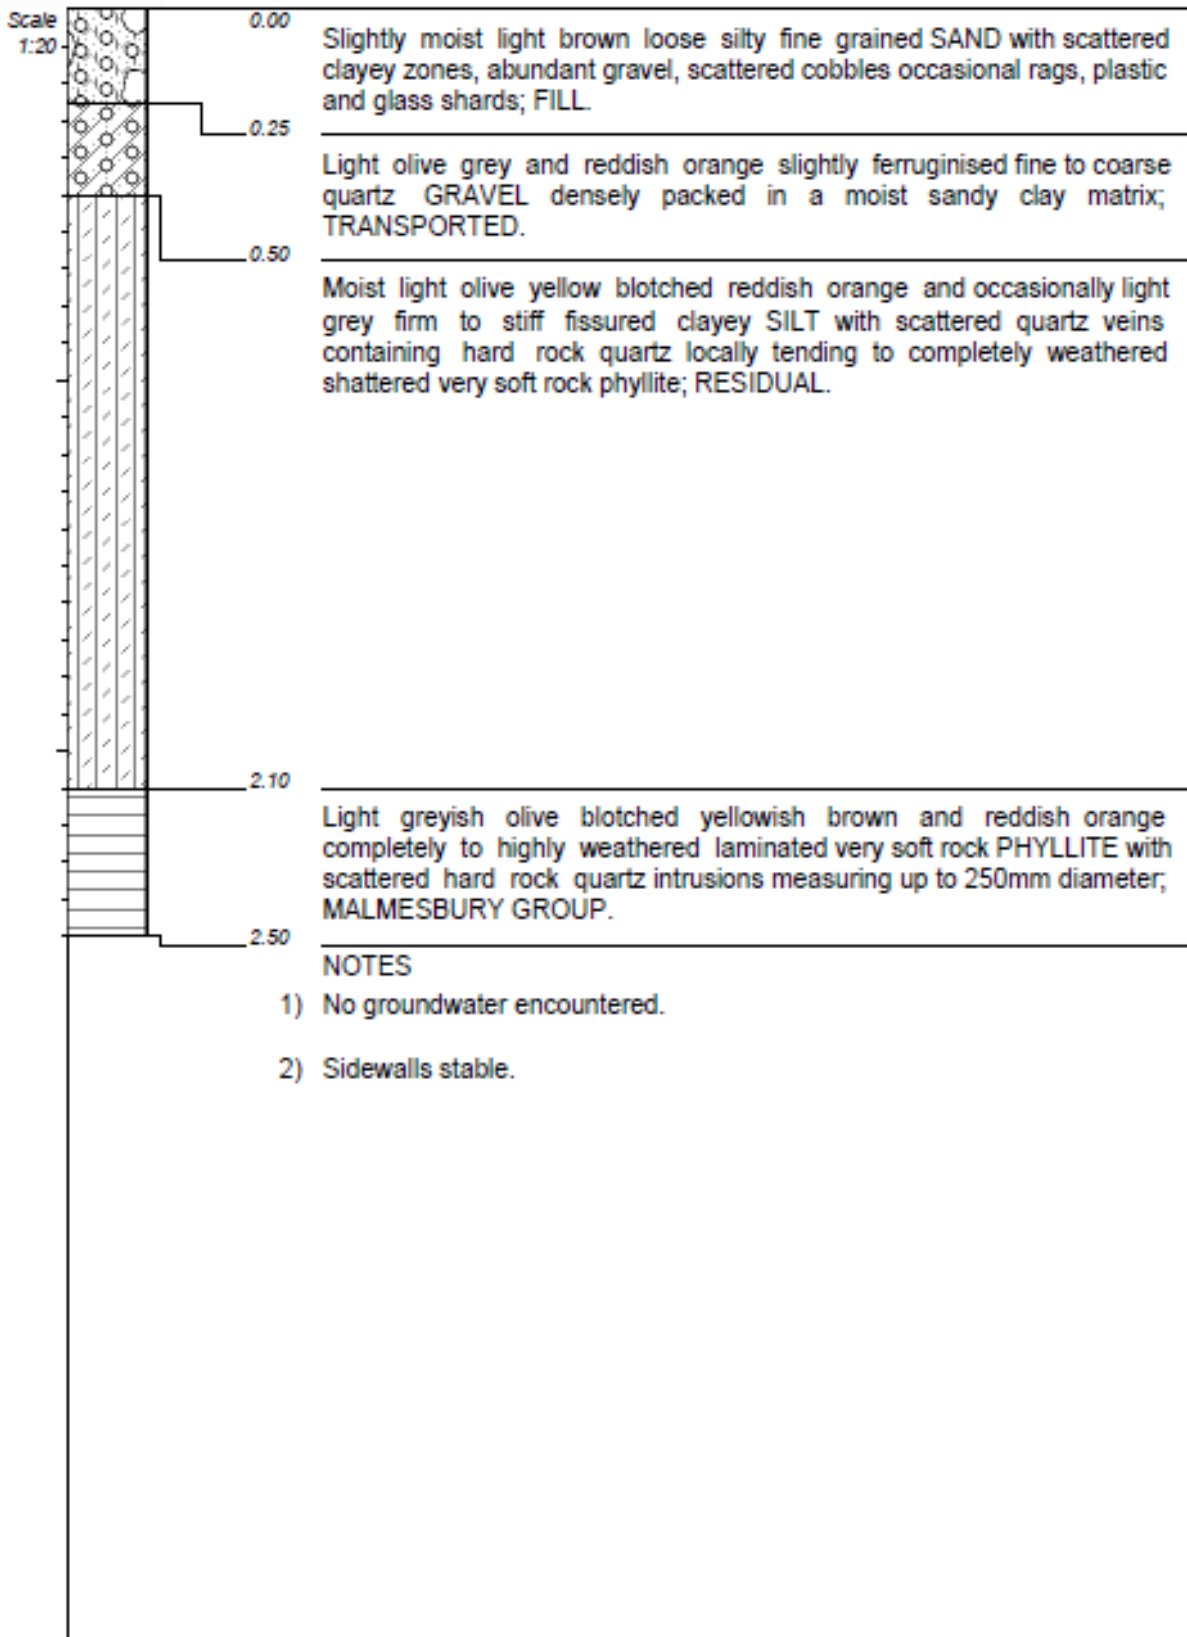 Scale
1:20
0.00
Slightly moist light brown loose silty fine grained SAND with scattered
clayey zones, abundant gravel, scattered cobbles occasional rags, plastic
and glass shards; FILL.
0.25
Light olive grey and reddish orange slightly ferruginised fine to coarse
quartz GRAVEL densely packed in a moist sandy clay matrix;
TRANSPORTED.
0.50
Moist light olive yellow blotched reddish orange and occasionally light
grey firm to stiff fissured clayey SILT with scattered quartz veins
containing hard rock quartz locally tending to completely weathered
shattered very soft rock phyllite; RESIDUAL.
2.10
Light greyish olive blotched yellowish brown and reddish orange
completely to highly weathered laminated very soft rock PHYLLITE with
scattered hard rock quartz intrusions measuring up to 250mm diameter;
MALMESBURY GROUP.
2.50
NOTES
1) No groundwater encountered.
2) Sidewalls stable.